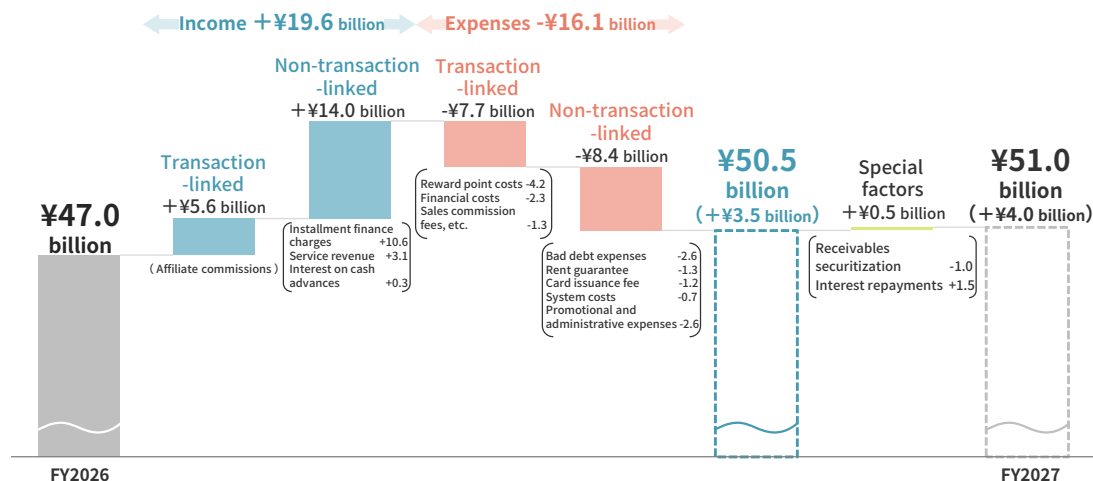 Income +¥19.6 billion
Expenses -¥16.1 billion
¥47.0
billion
Transaction
-linked
+¥5.6 billion
(Affiliate commissions)
Non-transaction
-linked
+¥14.0 billion
Installment finance
charges +10.6
Service revenue +3.1
Interest on cash
advances +0.3
Transaction
-linked
-¥7.7 billion
Reward point costs -4.2
Financial costs -2.3
Sales commission
fees, etc. -1.3
Non-transaction
-linked
-¥8.4 billion
Bad debt expenses -2.6
Rent guarantee -1.3
Card issuance fee -1.2
System costs -0.7
Promotional and
administrative expenses -2.6
¥50.5
billion
(+¥3.5 billion)
Special
factors
+¥0.5 billion
Receivables
securitization -1.0
Interest repayments +1.5
¥51.0
billion
(+¥4.0 billion)
FY2026
FY2027